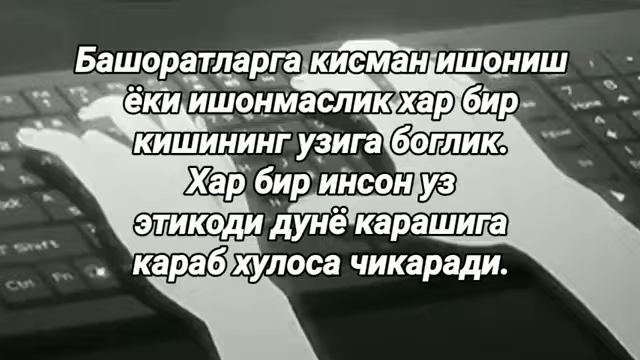 Башоратларга кисман ишониш
ёки ишонмаслик хар бир
кишининг узига боглик.
Хар бир инсон уз
этикоди дунё карашига
караб хулоса чикаради.